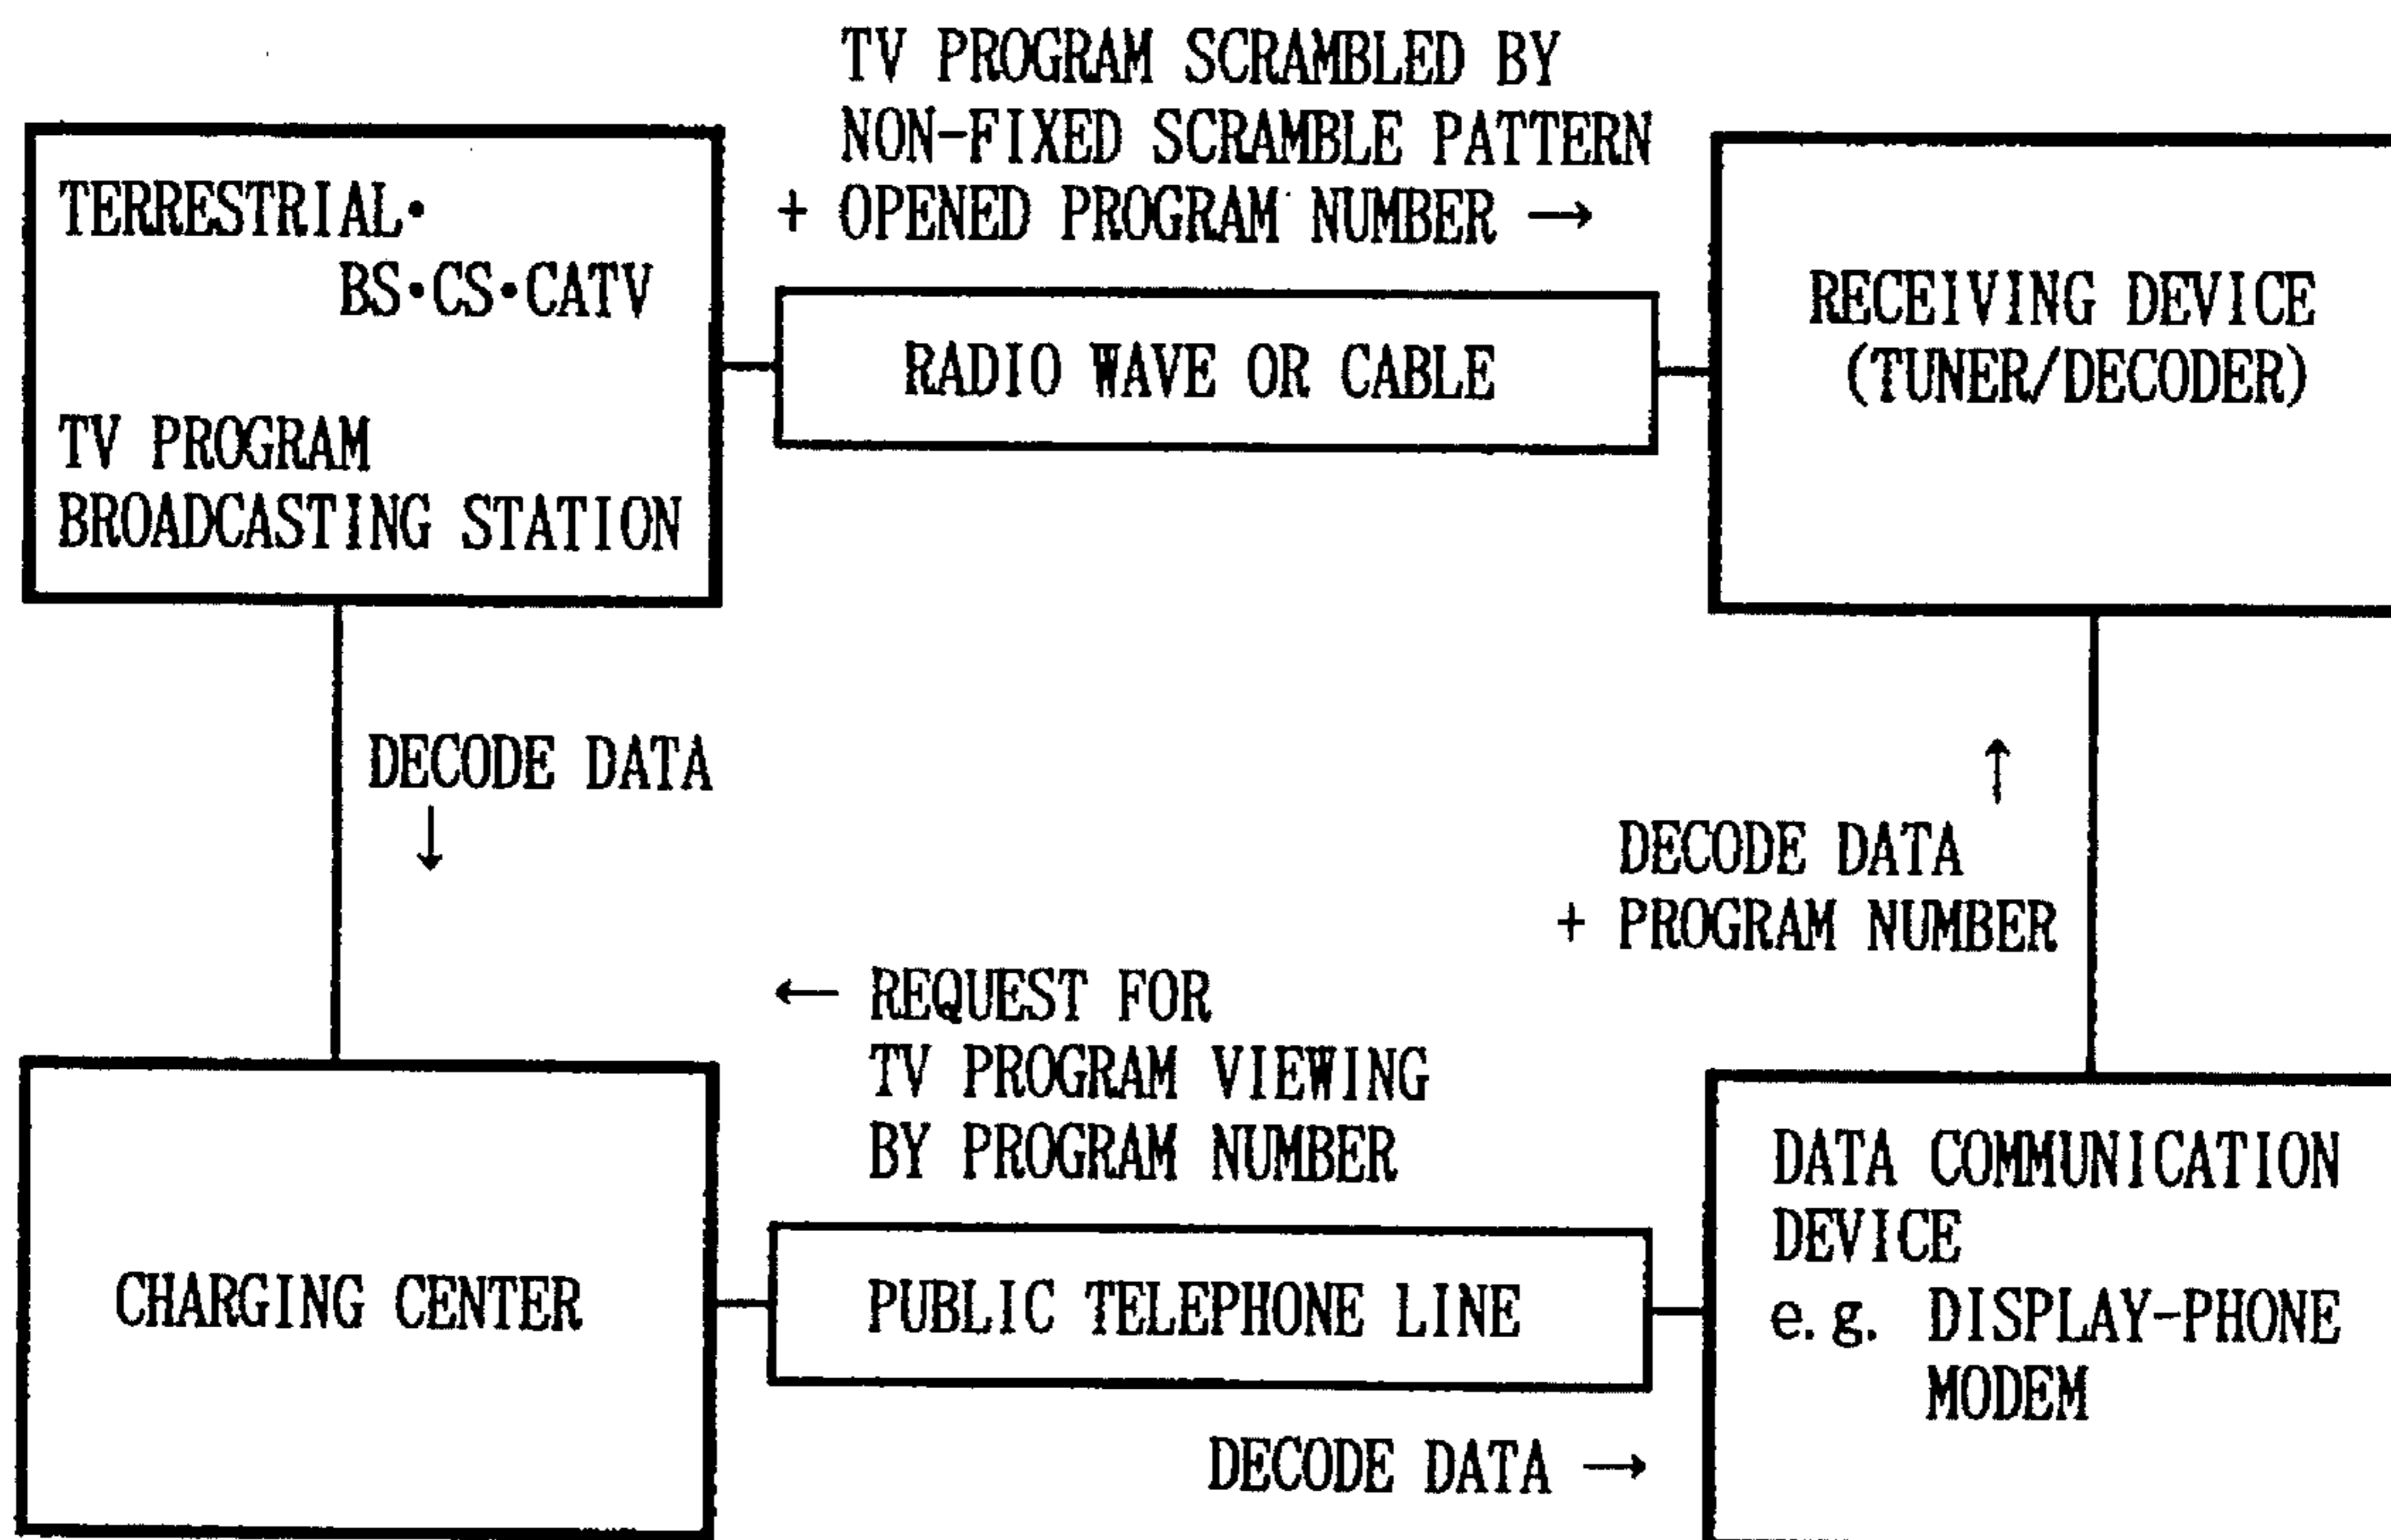 TV PROGRAM SCRAMBLED BY
NON-FIXED SCRAMBLE PATTERN
+ OPENED PROGRAM NUMBER →
TERRESTRIAL•
BS•CS•CATV
TV PROGRAM
BROADCASTING STATION
RADIO WAVE OR CABLE
RECEIVING DEVICE
(TUNER/DECODER)
DECODE DATA
↓
↑
DECODE DATA
+ PROGRAM NUMBER
← REQUEST FOR
TV PROGRAM VIEWING
BY PROGRAM NUMBER
CHARGING CENTER
PUBLIC TELEPHONE LINE
DECODE DATA →
DATA COMMUNICATION
DEVICE
e.g. DISPLAY-PHONE
MODEM